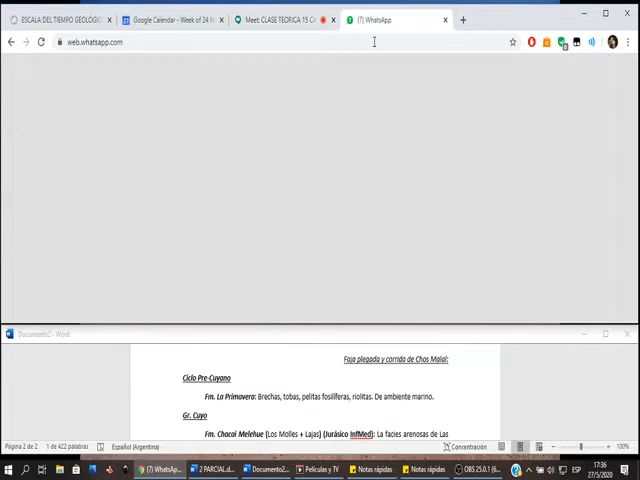 ESCALA DEL TIEMPO GEOLÓGIC
Google Calendar - Week of 24 M
Meet: CLASE TEORICA 15 C
(7) WhatsApp
web.whatsapp.com
Documento2 - Word
Faja plegada y corrida de Chos Malal:
Ciclo Pre-Cuyano
Fm. La Primavera: Brechas, tobas, pelitas fosilíferas, riolitas. De ambiente marino.
Gr. Cuyo
Fm. Chacai Melehue (Los Molles + Lajas) (Jurásico InfMed): La facies arenosas de Las
Página 2 de 2
1 de 422 palabras
Español (Argentina)
Concentración
(7) WhatsA...
2 PARCIAL.d...
Documento2...
Películas y TV
Notas rápidas
Notas rápidas
OBS 25.0.1 (6...
ESP
17:36
27/5/2020